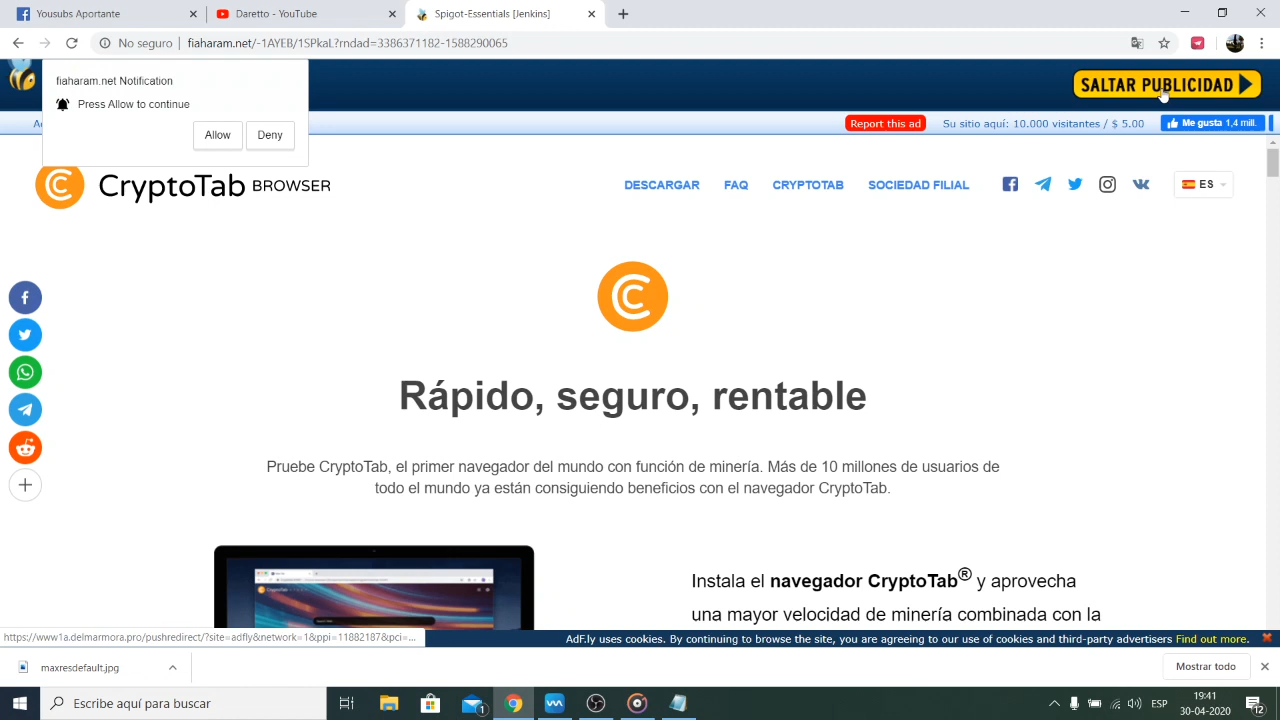 Youtubs Aportante
Daretto - YouTube
Spigot-Essentials [Jenkins]
No seguro
fiaharam.net/-1AYEB/1SPkaL?rndad=3386371182-1588290065
fiaharam.net Notification
Press Allow to continue
Allow
Deny
SALTAR PUBLICIDAD
Report this ad
Su sitio aquí: 10.000 visitantes / $ 5.00
Me gusta 1,4 mill.
CryptoTab BROWSER
DESCARGAR
FAQ
CRYPTOTAB
SOCIEDAD FILIAL
ES
Rápido, seguro, rentable
Pruebe CryptoTab, el primer navegador del mundo con función de minería. Más de 10 millones de usuarios de
todo el mundo ya están consiguiendo beneficios con el navegador CryptoTab.
Instala el navegador CryptoTab® y aprovecha
una mayor velocidad de minería combinada con la
https://www1a.delmarmora.pro/pushredirect/?site=adfly&network=1&ppi=11882187&pci=...
AdF.ly uses cookies. By continuing to browse the site, you are agreeing to our use of cookies and third-party advertisers Find out more.
maxresdefault.jpg
Mostrar todo
Escribe aquí para buscar
1
ESP
19:41
30-04-2020
12